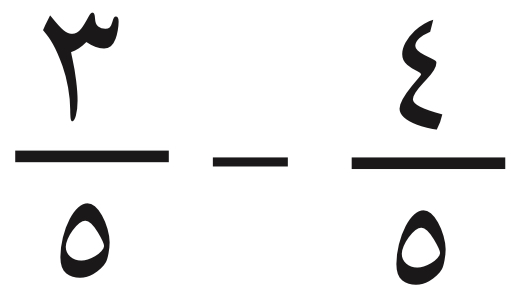 ٤ ٣
— − —
٥ ٥